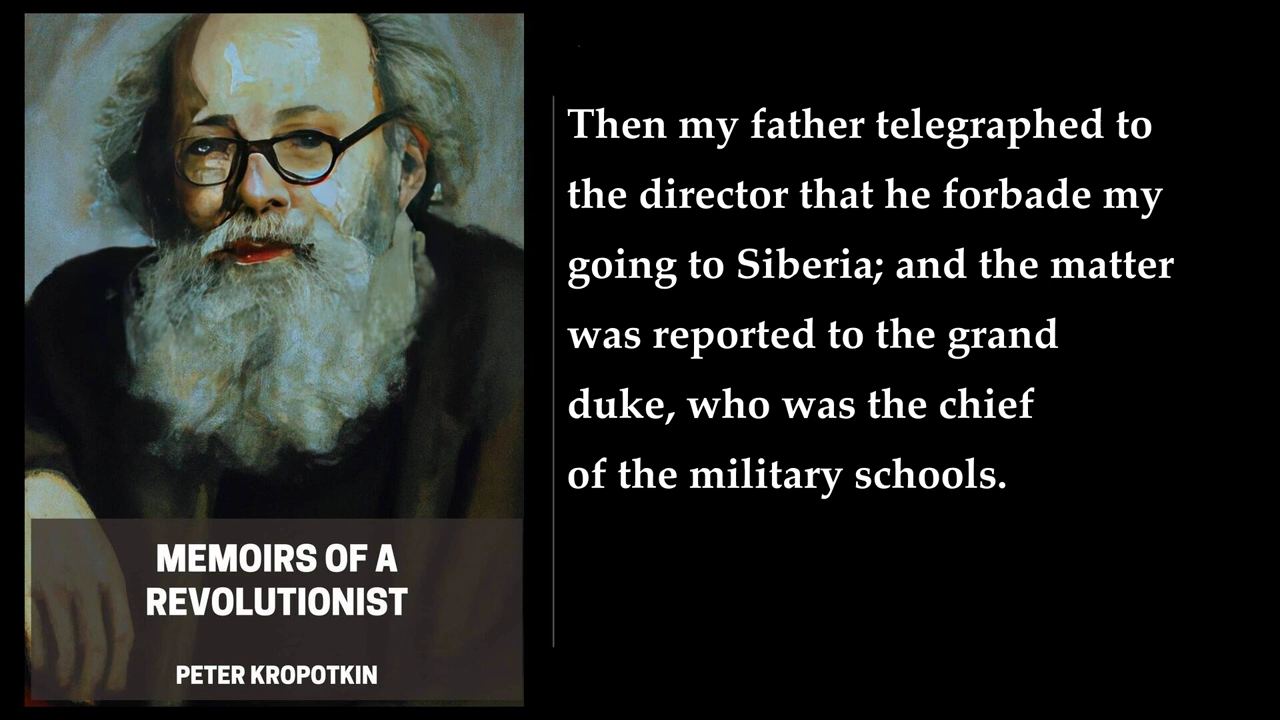 Then my father telegraphed to
the director that he forbade my
going to Siberia; and the matter
was reported to the grand
duke, who was the chief
of the military schools.
MEMOIRS OF A
REVOLUTIONIST
PETER KROPOTKIN